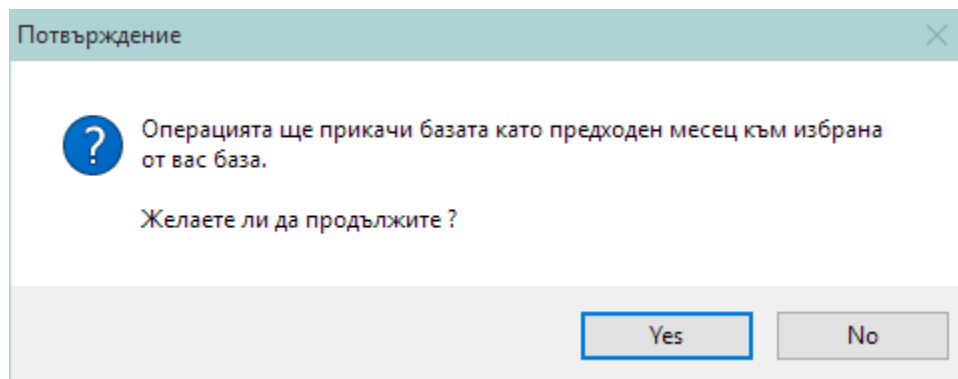 Потвърждение
Операцията ще прикачи базата като предходен месец към избрана
от вас база.
Желаете ли да продължите ?
Yes
No